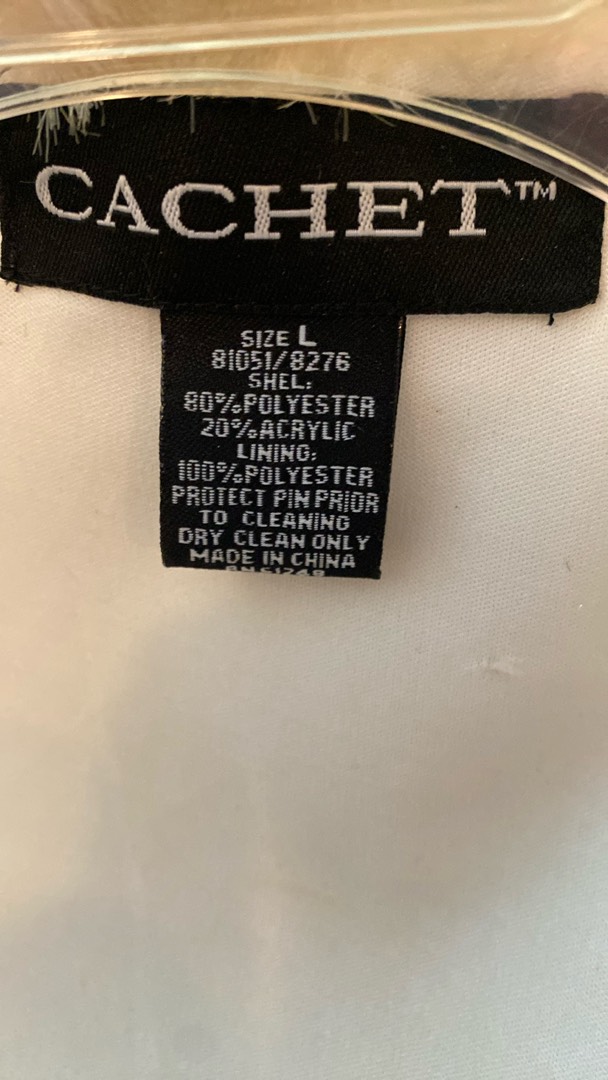 CACHET™
SIZE L
81051/8276
SHEL:
80%POLYESTER
20%ACRYLIC
LINING:
100%POLYESTER
PROTECT PIN PRIOR
TO CLEANING
DRY CLEAN ONLY
MADE IN CHINA